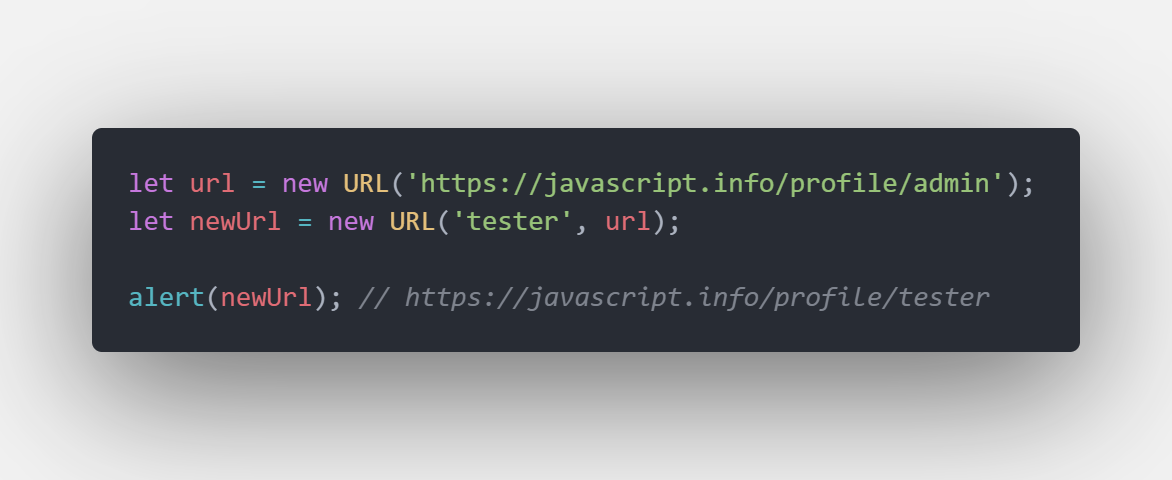 let url = new URL('https://javascript.info/profile/admin');
let newUrl = new URL('tester', url);
alert(newUrl); // https://javascript.info/profile/tester